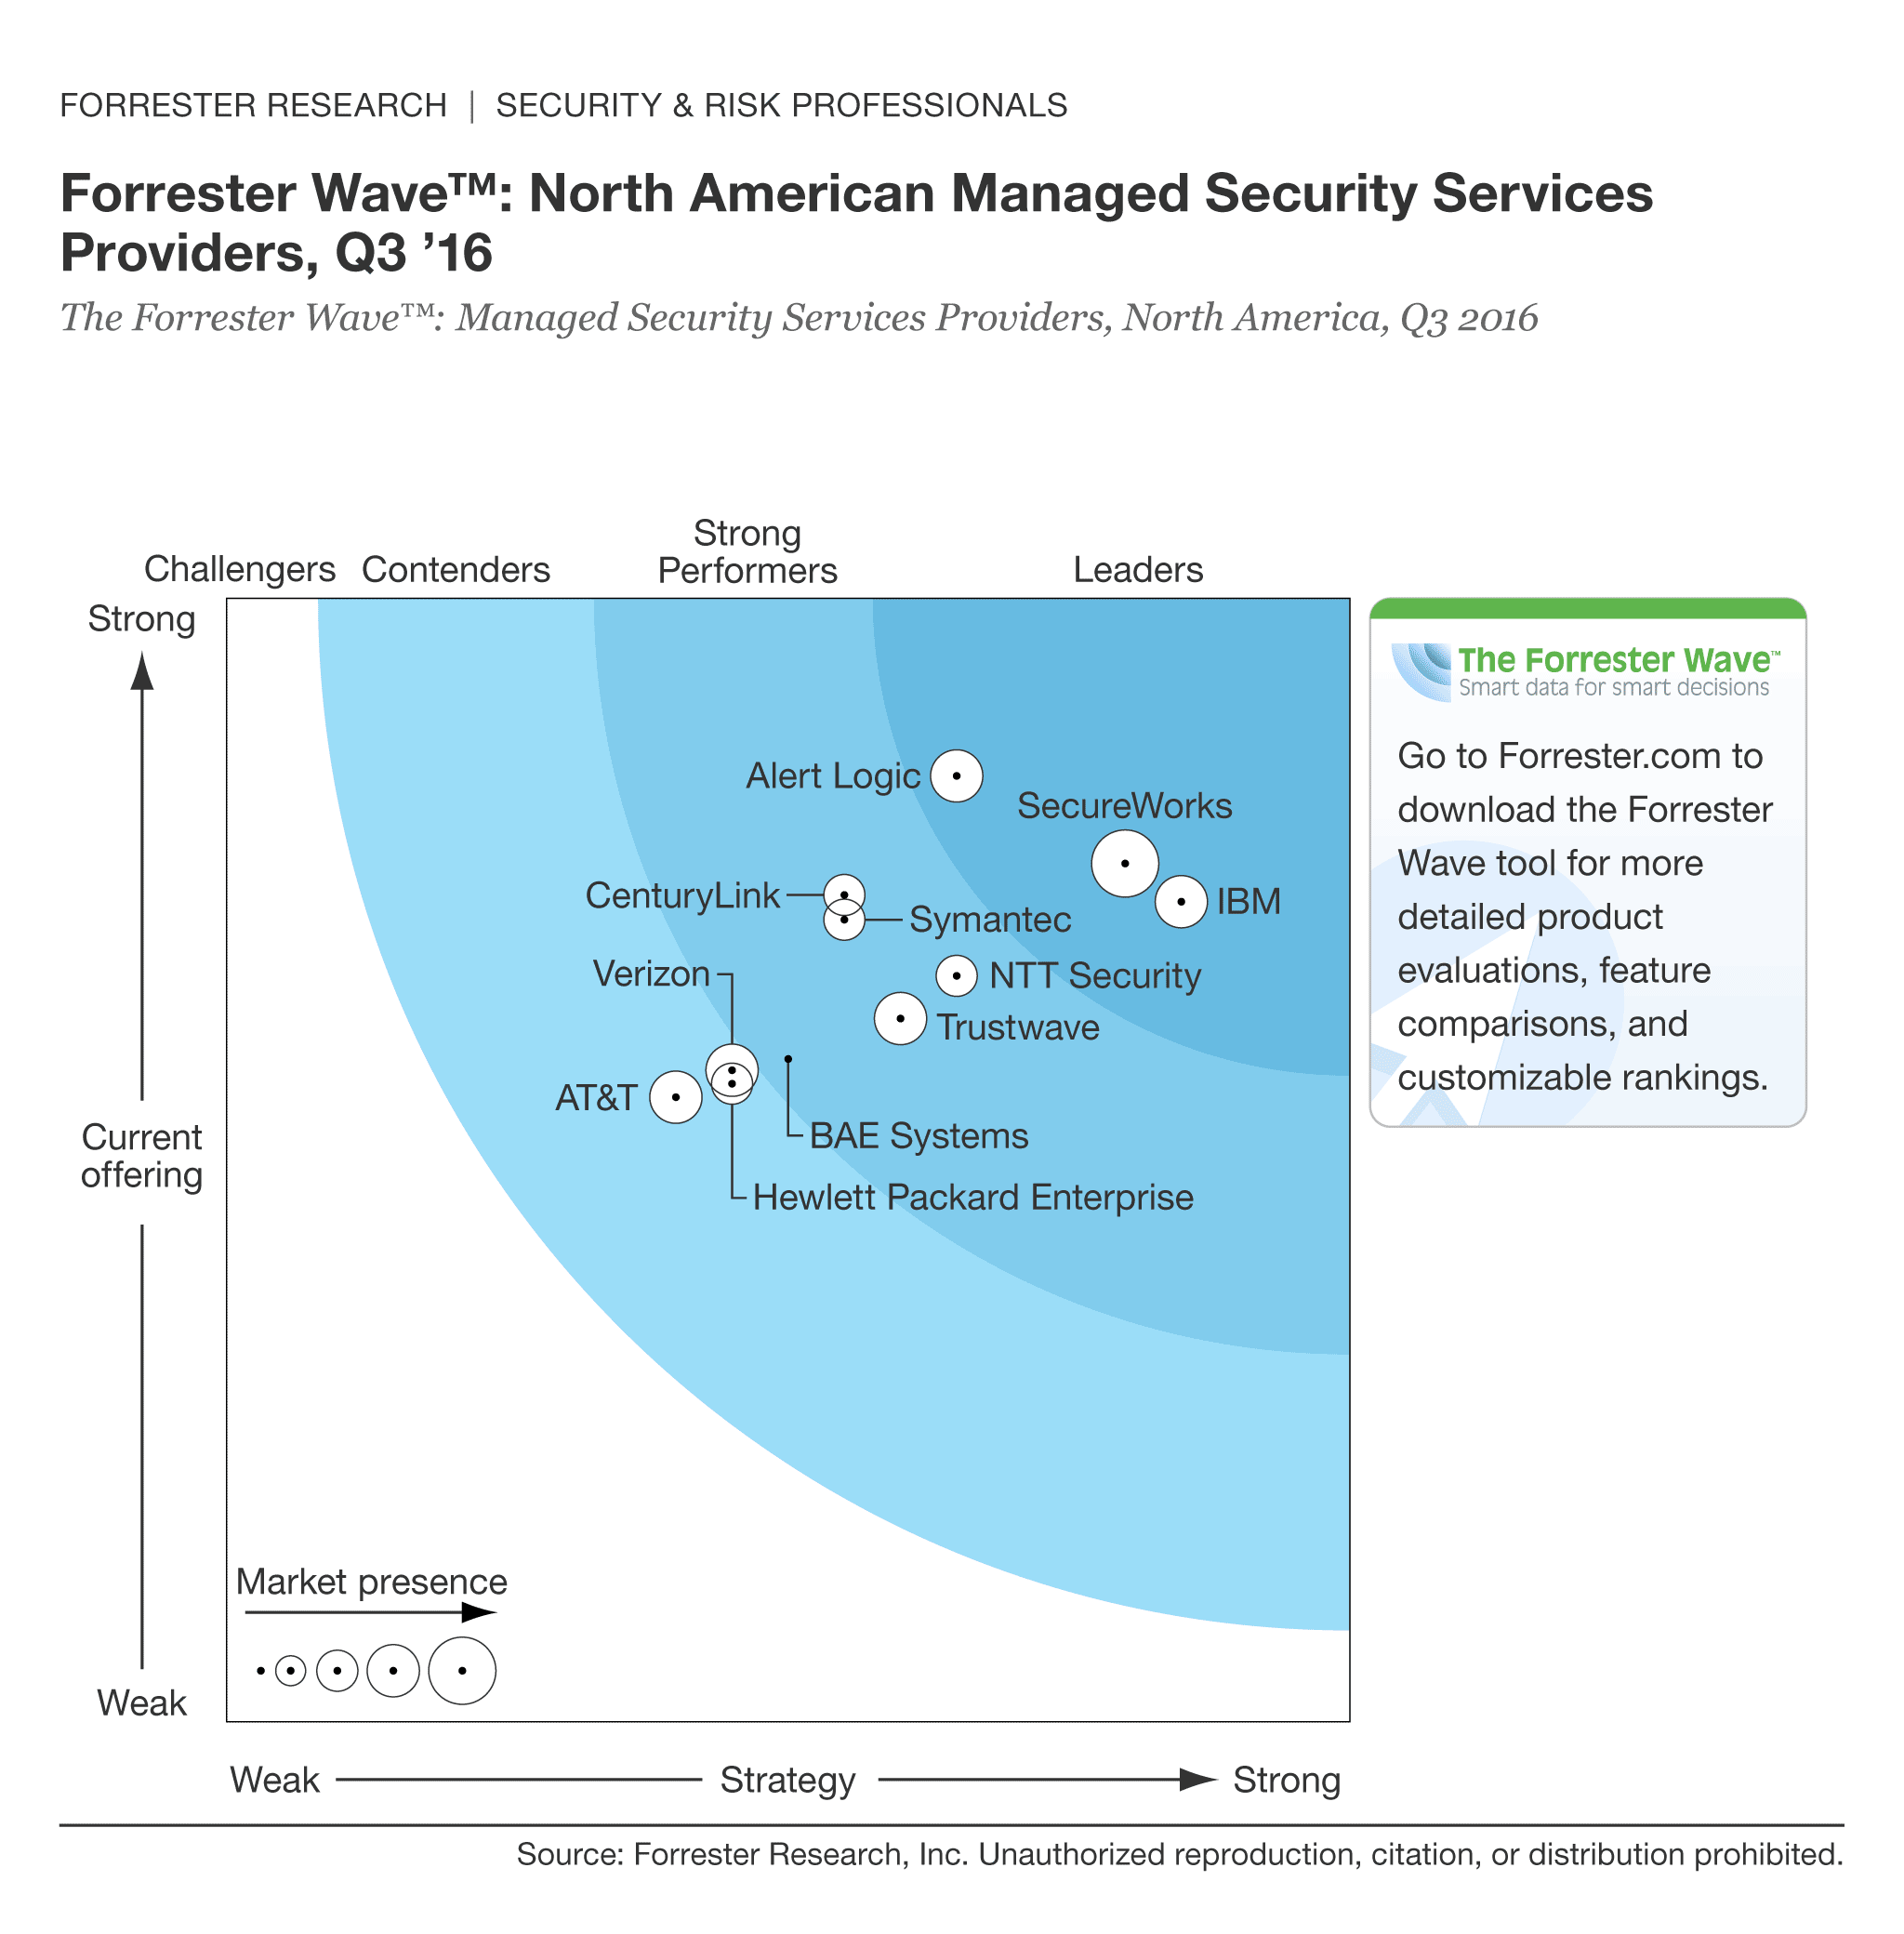 FORRESTER RESEARCH | SECURITY & RISK PROFESSIONALS
Forrester Wave™: North American Managed Security Services
Providers, Q3 ’16
The Forrester Wave™: Managed Security Services Providers, North America, Q3 2016
Challengers
Contenders
Strong
Performers
Leaders
Strong
Current
offering
Weak
Alert Logic
SecureWorks
CenturyLink
IBM
Symantec
Verizon
NTT Security
Trustwave
AT&T
BAE Systems
Hewlett Packard Enterprise
Market presence
Weak
Strategy
Strong
The Forrester Wave™
Smart data for smart decisions
Go to Forrester.com to
download the Forrester
Wave tool for more
detailed product
evaluations, feature
comparisons, and
customizable rankings.
Source: Forrester Research, Inc. Unauthorized reproduction, citation, or distribution prohibited.